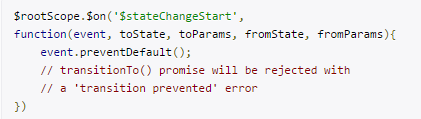 $rootScope.$on('$stateChangeStart',
function(event, toState, toParams, fromState, fromParams){
    event.preventDefault();
    // transitionTo() promise will be rejected with
    // a 'transition prevented' error
})